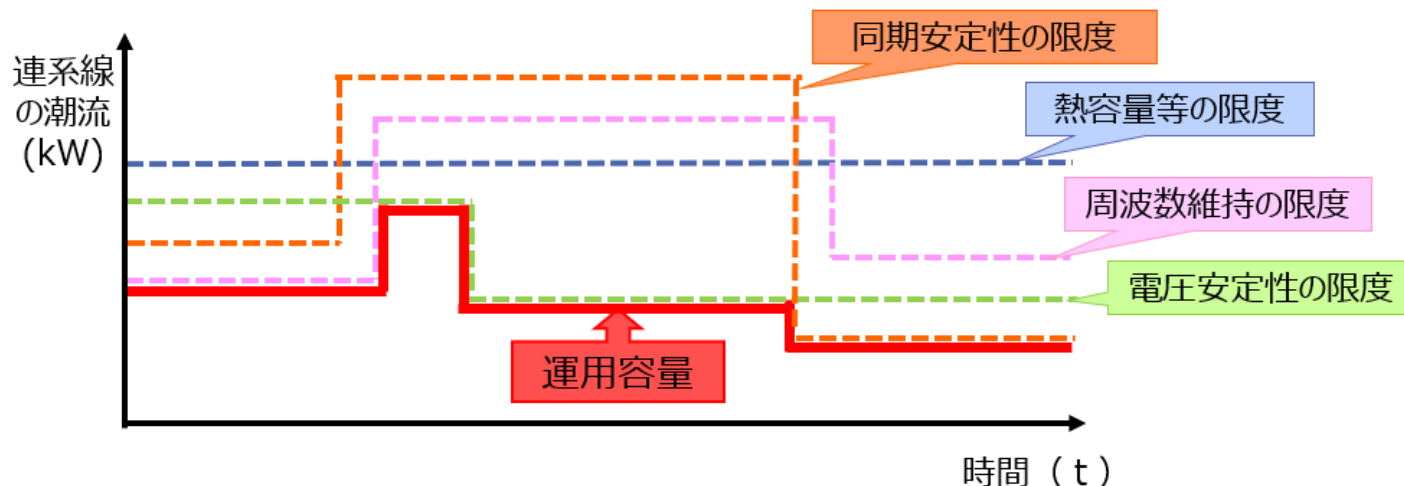 同期安定性の限度
連系線
の潮流
(kW)
熱容量等の限度
周波数維持の限度
電圧安定性の限度
運用容量
時間（ｔ）